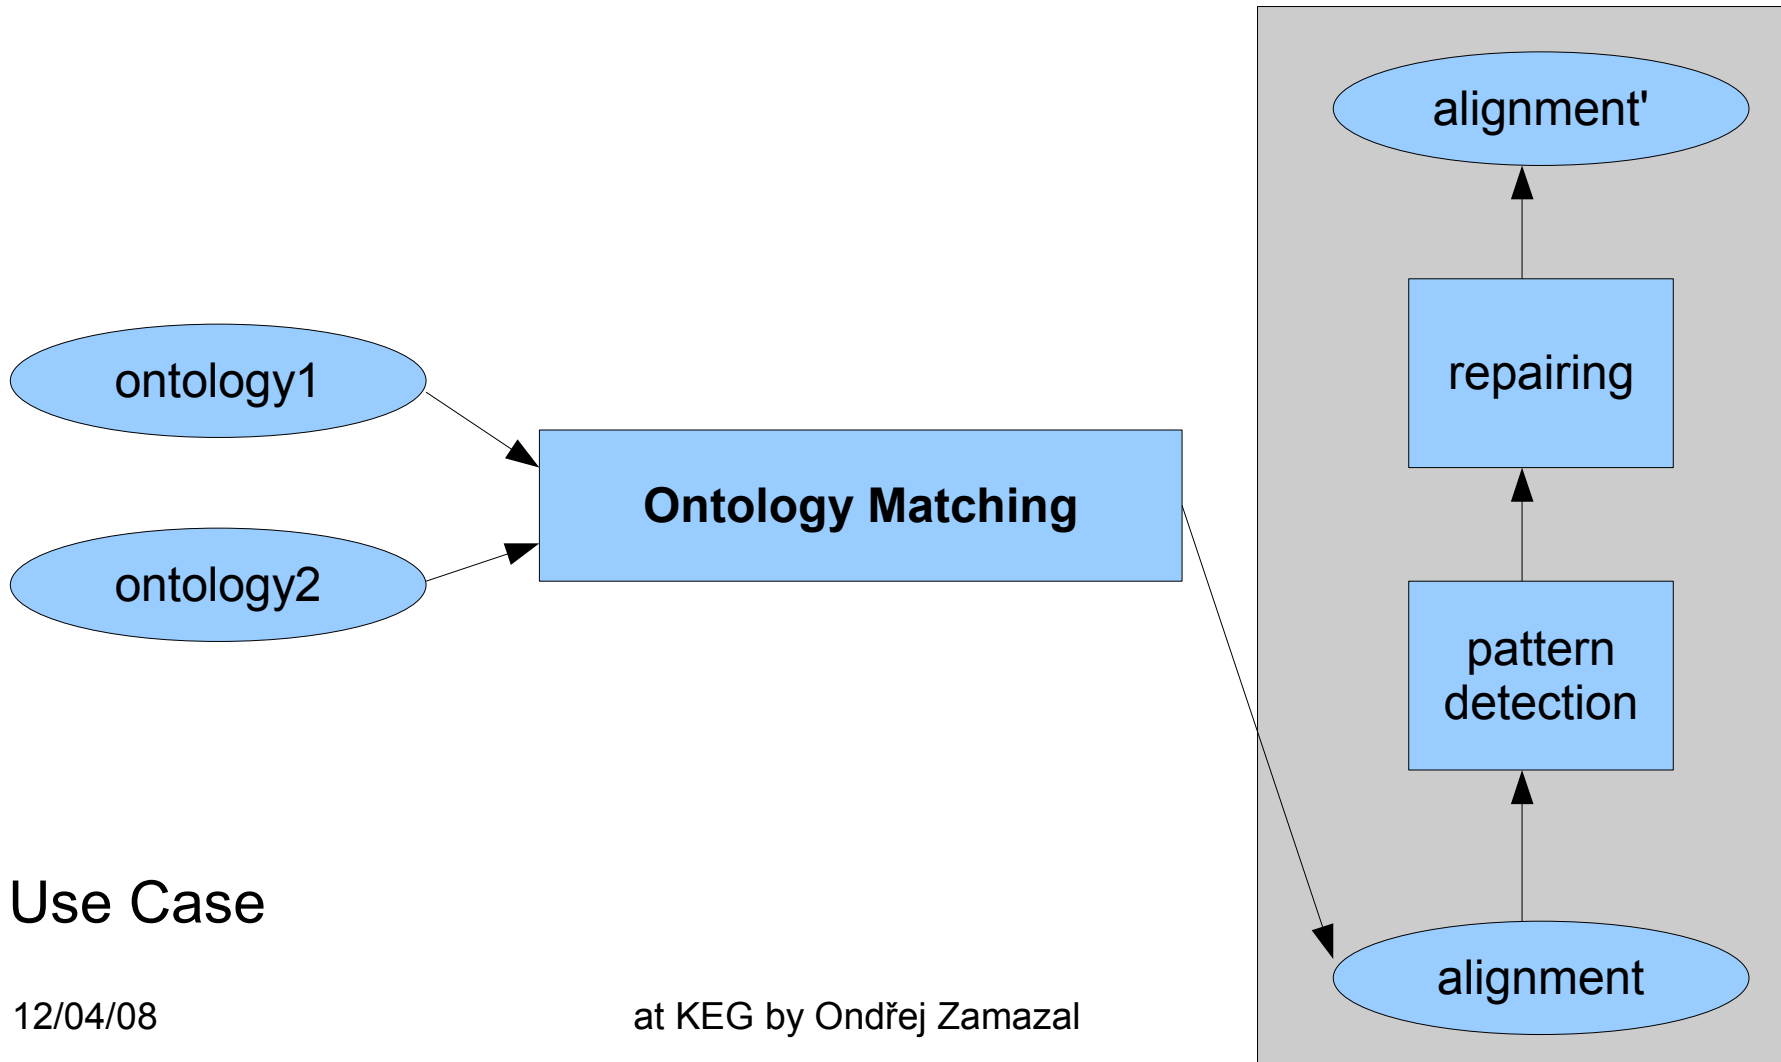 alignment'
repairing
ontology1
Ontology Matching
ontology2
pattern
detection
Use Case
alignment
12/04/08
at KEG by Ondřej Zamazal